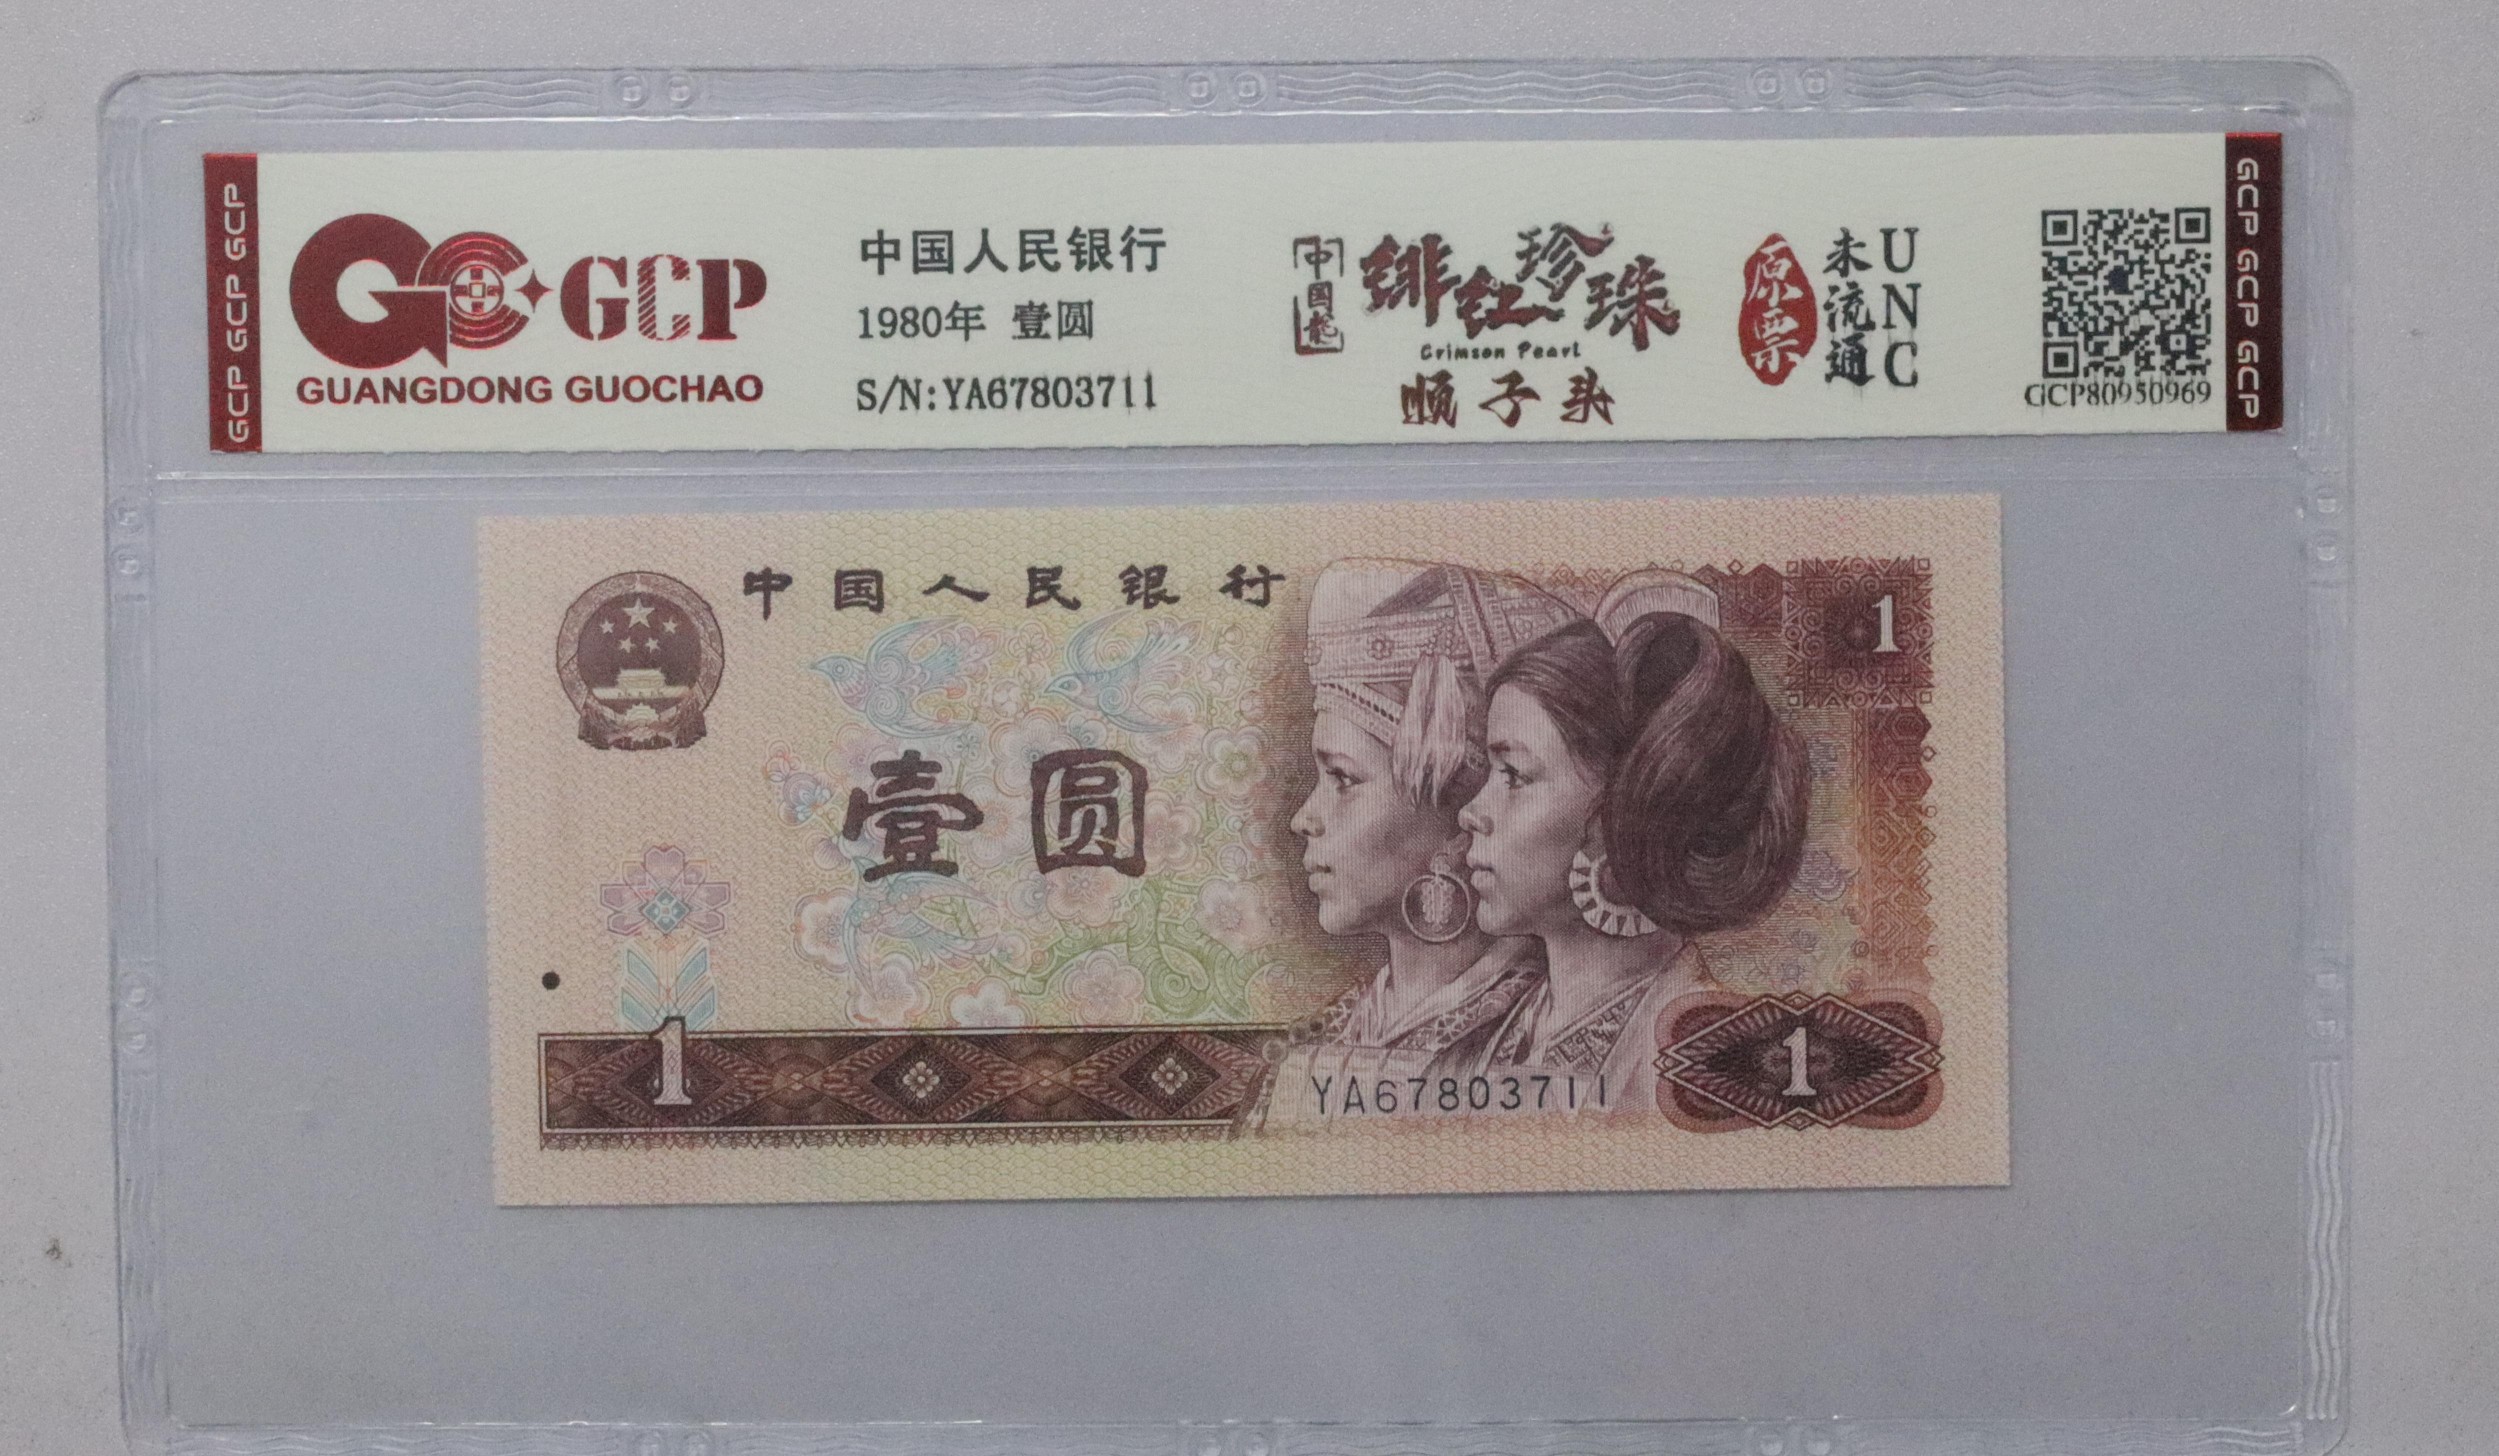 GCP GCP GCP
GCP
GUANGDONG GUOCHAO
中国人民银行
1980年 壹圆
S/N:YA67803711
中国龙
绯红珍珠
Crimson Pearl
顺子头
原票
未流通
UNC
GCP80950969
GCP GCP GCP
中国人民银行
1
壹圆
1
YA67803711
1